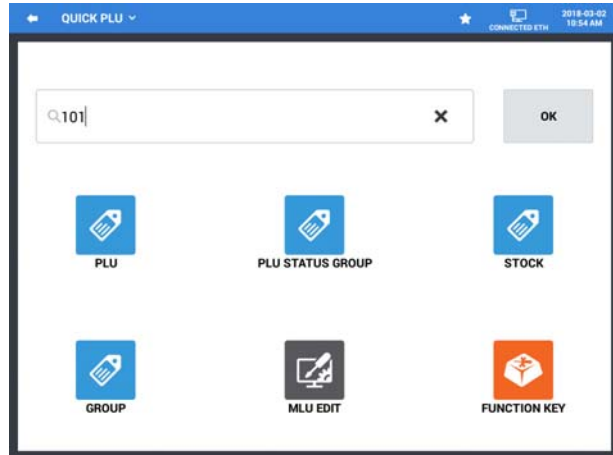 QUICK PLU
CONNECTED ETH
2018-03-02
10:54 AM
101
OK
PLU
PLU STATUS GROUP
STOCK
GROUP
MLU EDIT
FUNCTION KEY